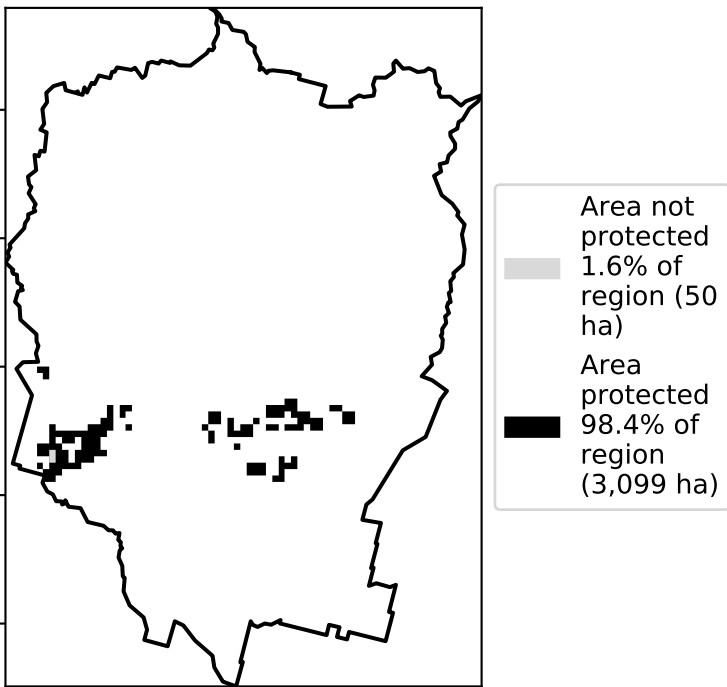 Area not
protected
1.6% of
region (50
ha)
Area
protected
98.4% of
region
(3,099 ha)